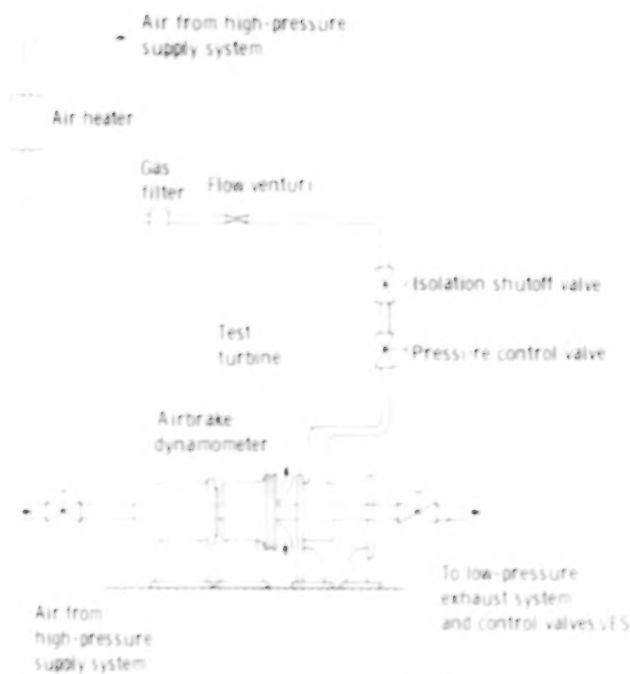 Air from high-pressure
supply system
Air heater
Gas
filter
Flow venturi
Isolation shutoff valve
Test
turbine
Pressure control valve
Airbrake
dynamometer
To low-pressure
exhaust system
and control valves
Air from
high-pressure
supply system